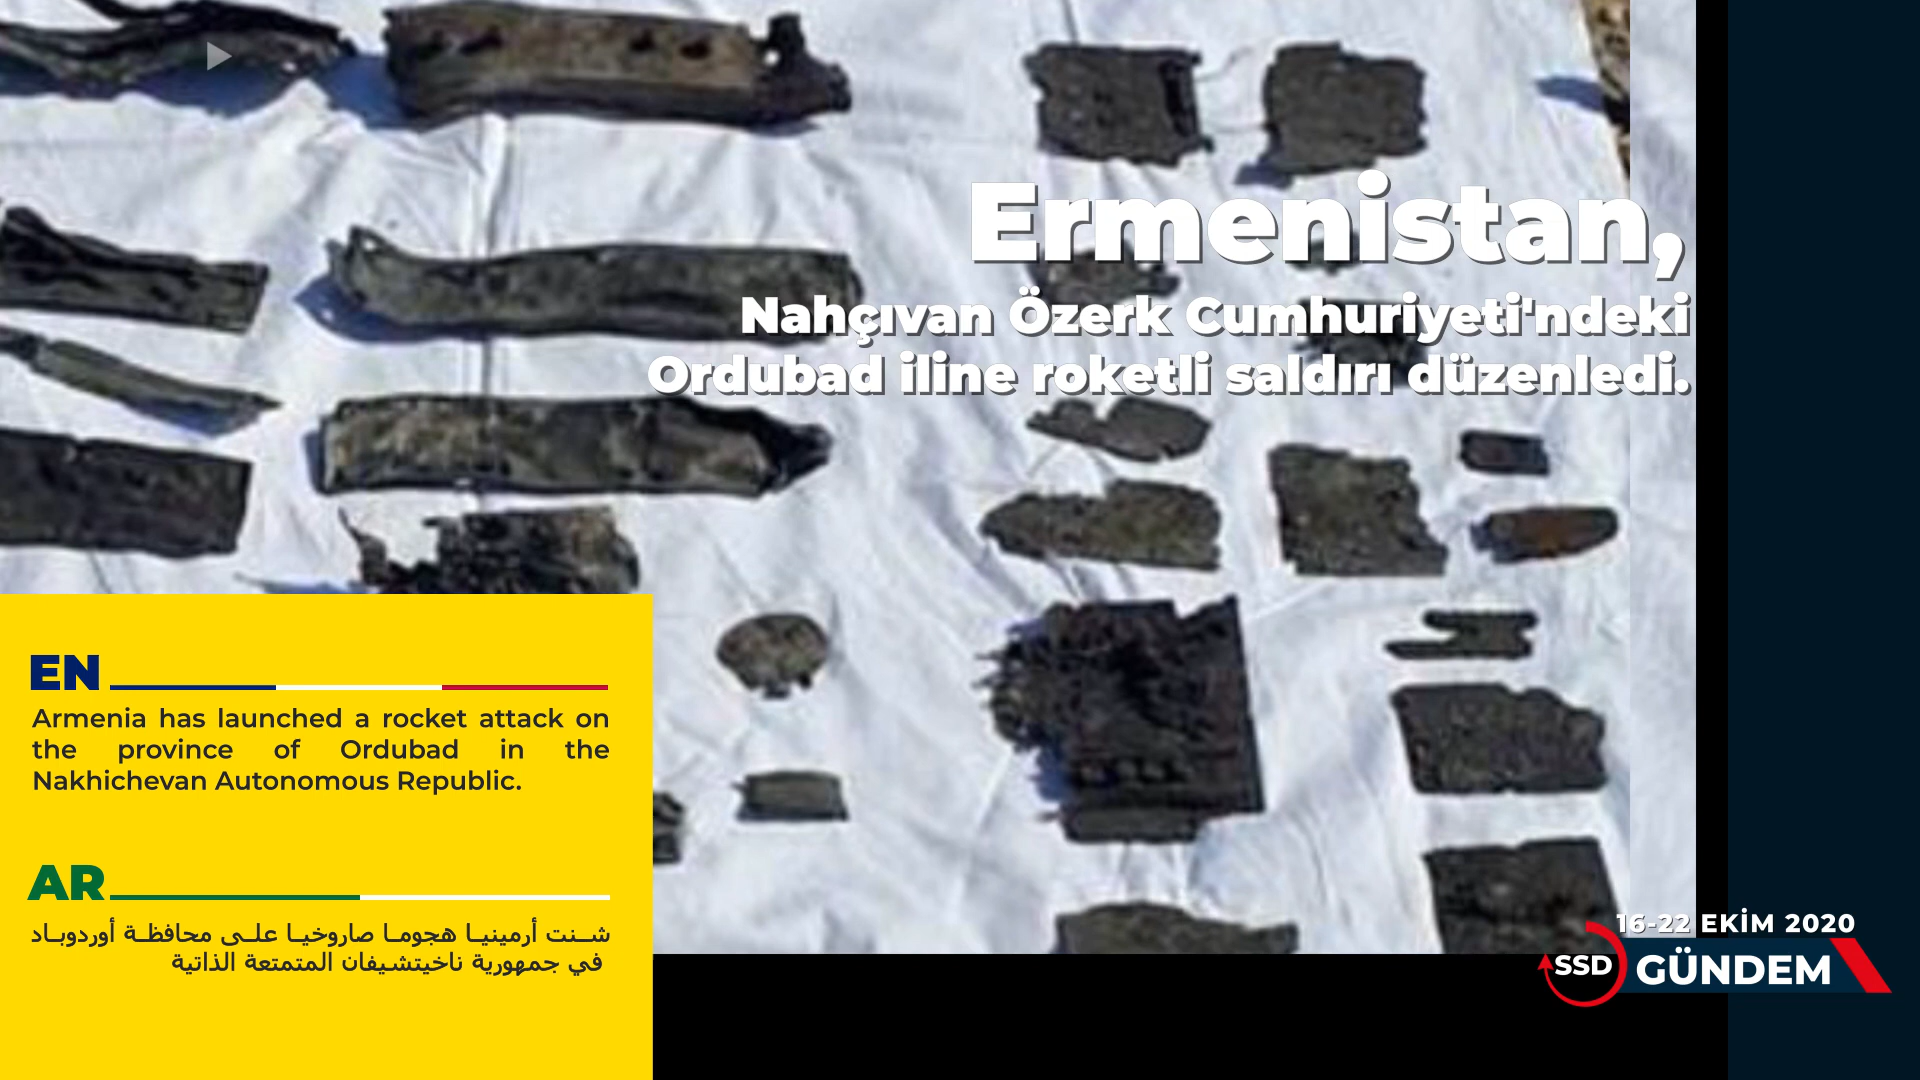 Ermenistan,
Nahçıvan Özerk Cumhuriyeti'ndeki
Ordubad iline roketli saldırı düzenledi.
EN
Armenia has launched a rocket attack on
the province of Ordubad in the
Nakhichevan Autonomous Republic.
AR
شـنت أرمينيـا هجومـا صاروخيـا علـى محافظـة أوردوبـاد
في جمهورية ناخيتشيفان المتمتعة الذاتية
16-22 EKİM 2020
SSD
GÜNDEM